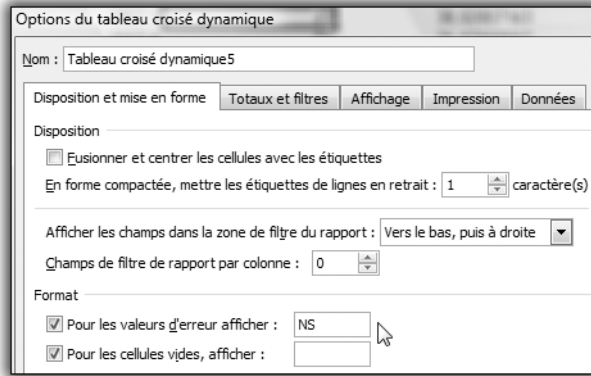 Options du tableau croisé dynamique
Nom : Tableau croisé dynamique5
Disposition et mise en forme Totaux et filtres Affichage Impression Données
Disposition
Fusionner et centrer les cellules avec les étiquettes
En forme compactée, mettre les étiquettes de lignes en retrait : 1 caractère(s)
Afficher les champs dans la zone de filtre du rapport : Vers le bas, puis à droite
Champs de filtre de rapport par colonne : 0
Format
Pour les valeurs d'erreur afficher : NS
Pour les cellules vides, afficher :